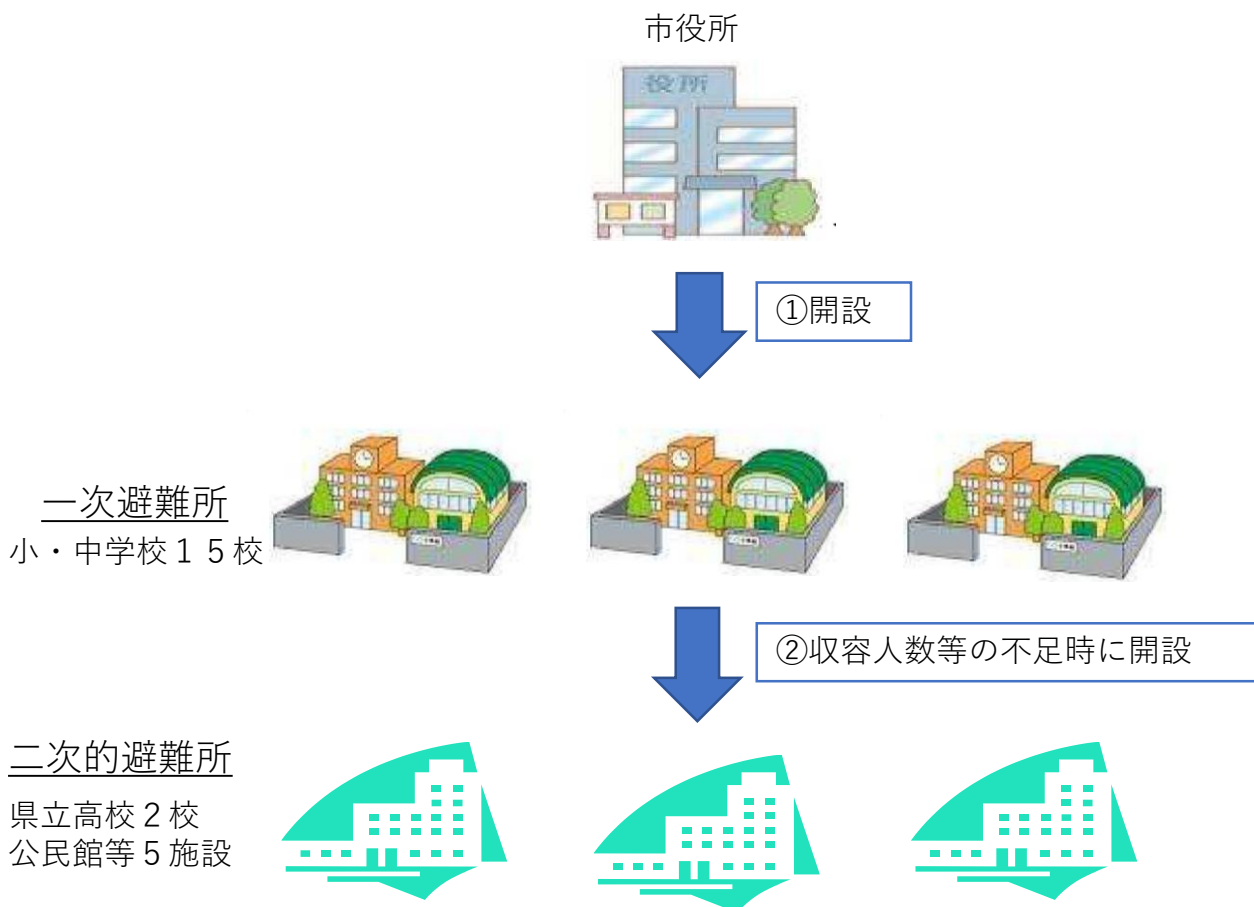 市役所
役所
①開設
一次避難所
小・中学校１５校
②収容人数等の不足時に開設
二次的避難所
県立高校２校
公民館等５施設